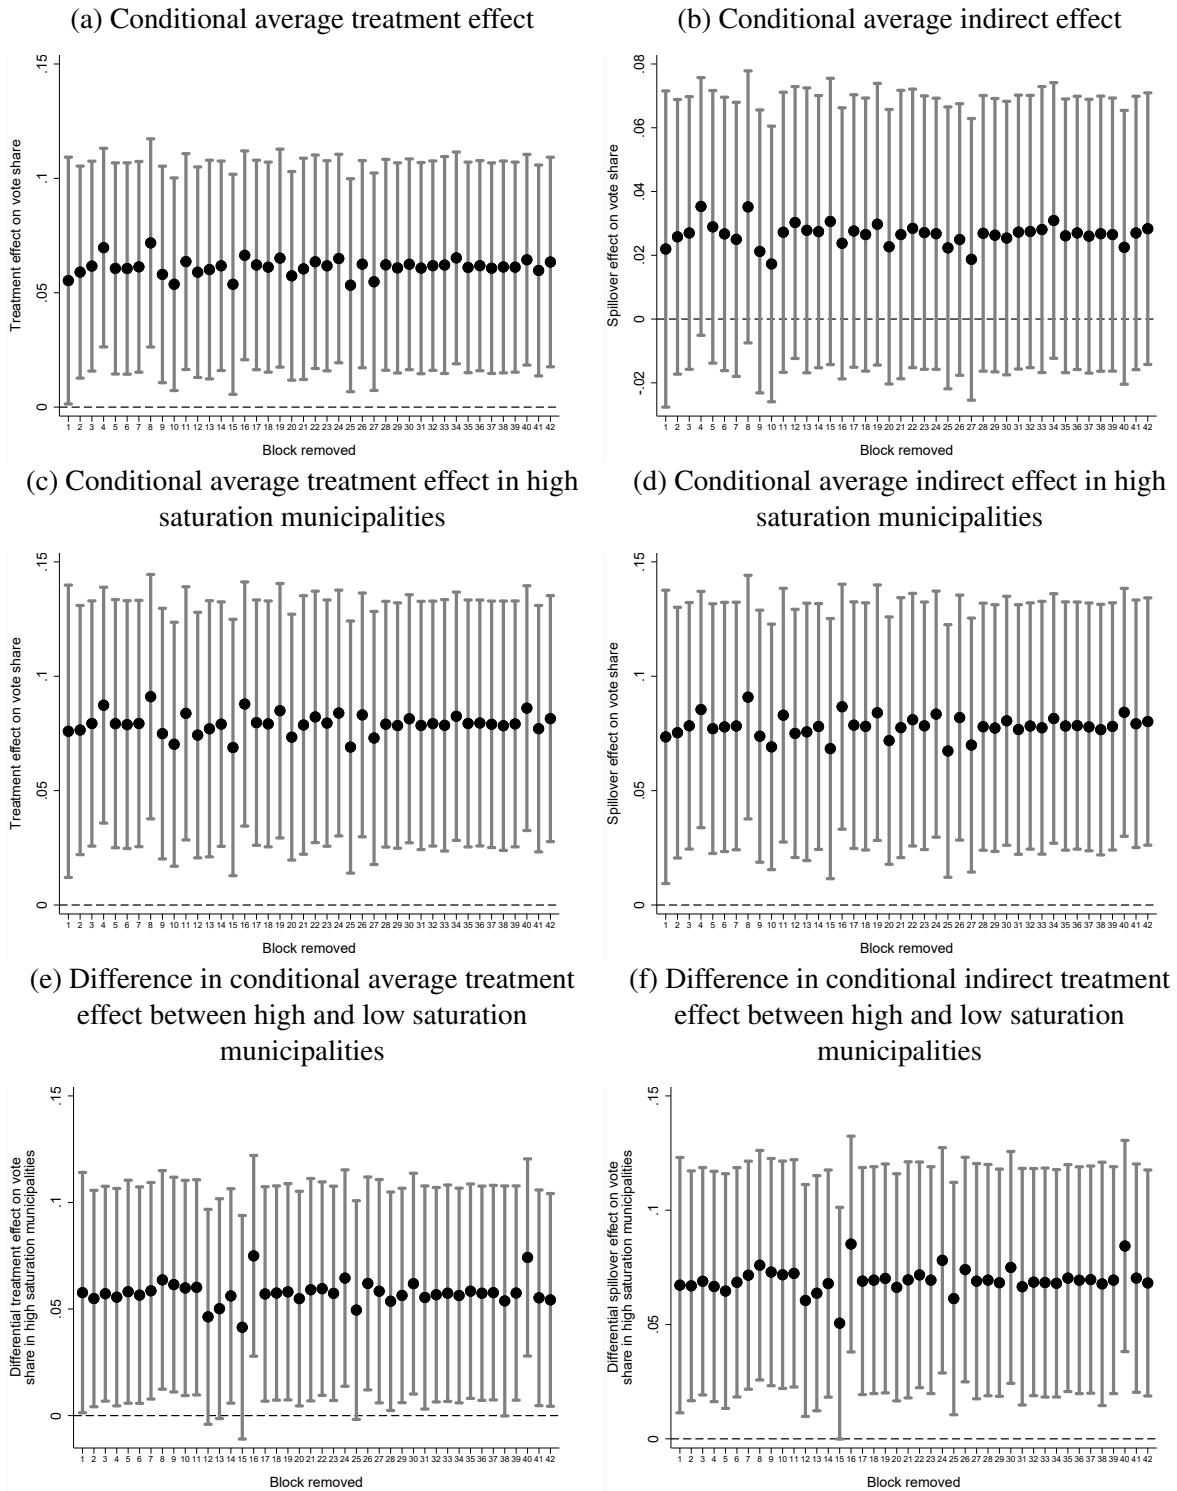 (a) Conditional average treatment effect
Treatment effect on vote share
.15
.1
.05
0
1 2 3 4 5 6 7 8 9 10 11 12 13 14 15 16 17 18 19 20 21 22 23 24 25 26 27 28 29 30 31 32 33 34 35 36 37 38 39 40 41 42
Block removed
(b) Conditional average indirect effect
Spillover effect on vote share
.08
.06
.04
.02
0
-.02
1 2 3 4 5 6 7 8 9 10 11 12 13 14 15 16 17 18 19 20 21 22 23 24 25 26 27 28 29 30 31 32 33 34 35 36 37 38 39 40 41 42
Block removed
(c) Conditional average treatment effect in high
saturation municipalities
Treatment effect on vote share
.15
.1
.05
0
1 2 3 4 5 6 7 8 9 10 11 12 13 14 15 16 17 18 19 20 21 22 23 24 25 26 27 28 29 30 31 32 33 34 35 36 37 38 39 40 41 42
Block removed
(d) Conditional average indirect effect in high
saturation municipalities
Spillover effect on vote share
.15
.1
.05
0
1 2 3 4 5 6 7 8 9 10 11 12 13 14 15 16 17 18 19 20 21 22 23 24 25 26 27 28 29 30 31 32 33 34 35 36 37 38 39 40 41 42
Block removed
(e) Difference in conditional average treatment
effect between high and low saturation
municipalities
Differential treatment effect on vote
share in high saturation municipalities
.15
.1
.05
0
1 2 3 4 5 6 7 8 9 10 11 12 13 14 15 16 17 18 19 20 21 22 23 24 25 26 27 28 29 30 31 32 33 34 35 36 37 38 39 40 41 42
Block removed
(f) Difference in conditional indirect treatment
effect between high and low saturation
municipalities
Differential spillover effect on vote
share in high saturation municipalities
.15
.1
.05
0
1 2 3 4 5 6 7 8 9 10 11 12 13 14 15 16 17 18 19 20 21 22 23 24 25 26 27 28 29 30 31 32 33 34 35 36 37 38 39 40 41 42
Block removed